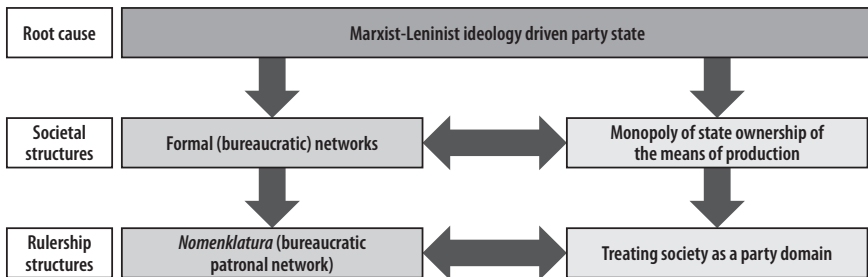 Root cause
Marxist-Leninist ideology driven party state
Societal
structures
Formal (bureaucratic) networks
Monopoly of state ownership of
the means of production
Rulership
structures
Nomenklatura (bureaucratic
patronal network)
Treating society as a party domain